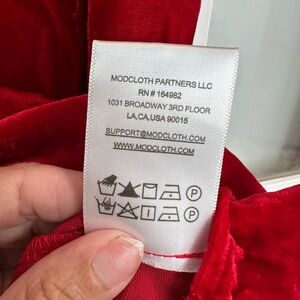 MODCLOTH PARTNERS LLC
RN # 164982
1031 BROADWAY 3RD FLOOR
LA,CA,USA 90015
SUPPORT@MODCLOTH.COM
WWW.MODCLOTH.COM
P
P